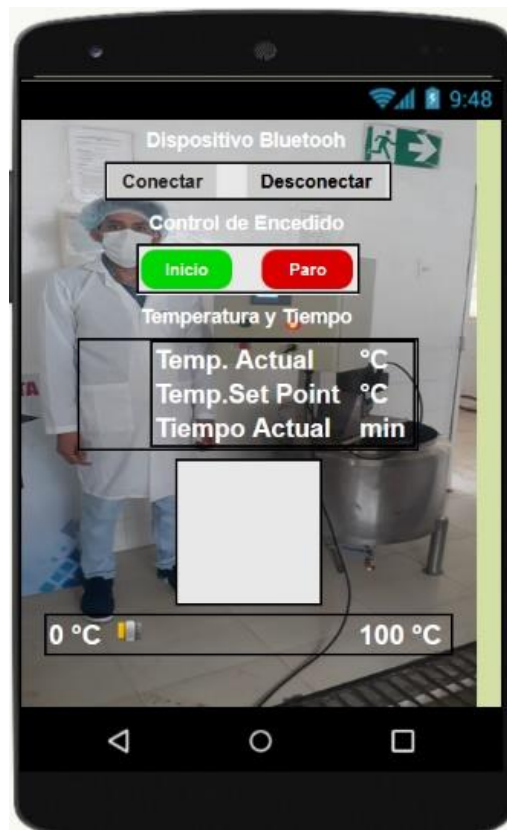 9:48
Dispositivo Bluetooh
Conectar Desconectar
Control de Encedido
Inicio Paro
Temperatura y Tiempo
Temp. Actual °C
Temp.Set Point °C
Tiempo Actual min
0 °C 100 °C